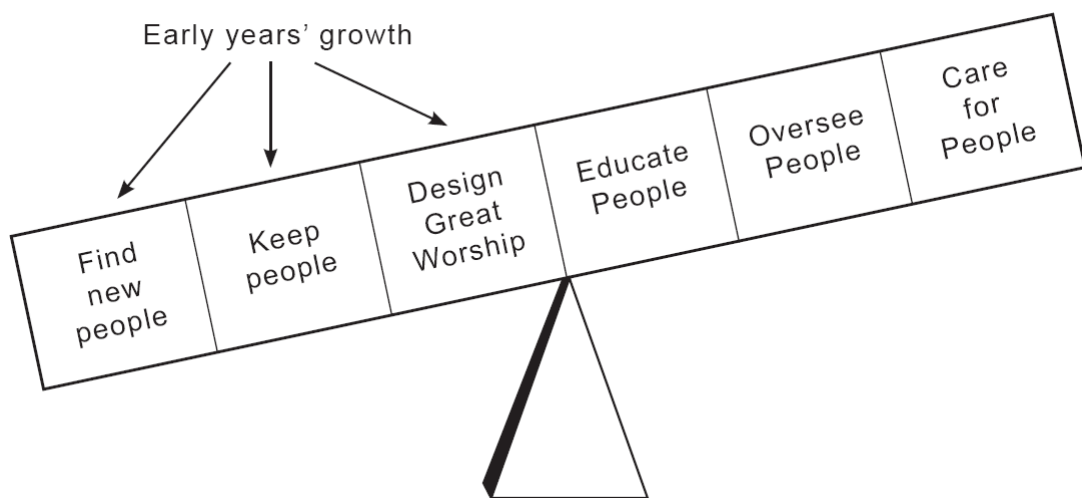 Early years’ growth
Find
new
people
Keep
people
Design
Great
Worship
Educate
People
Oversee
People
Care
for
People